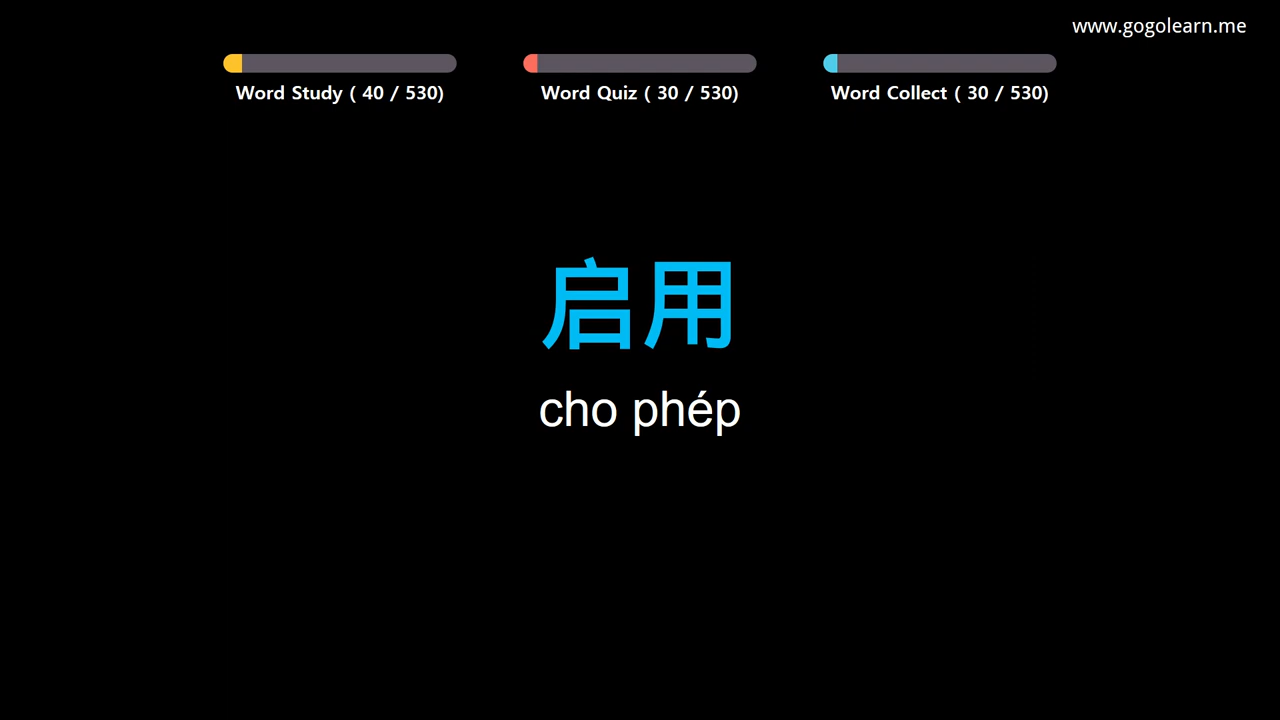 www.gogolearn.me
Word Study ( 40 / 530)
Word Quiz ( 30 / 530)
Word Collect ( 30 / 530)
启用
cho phép